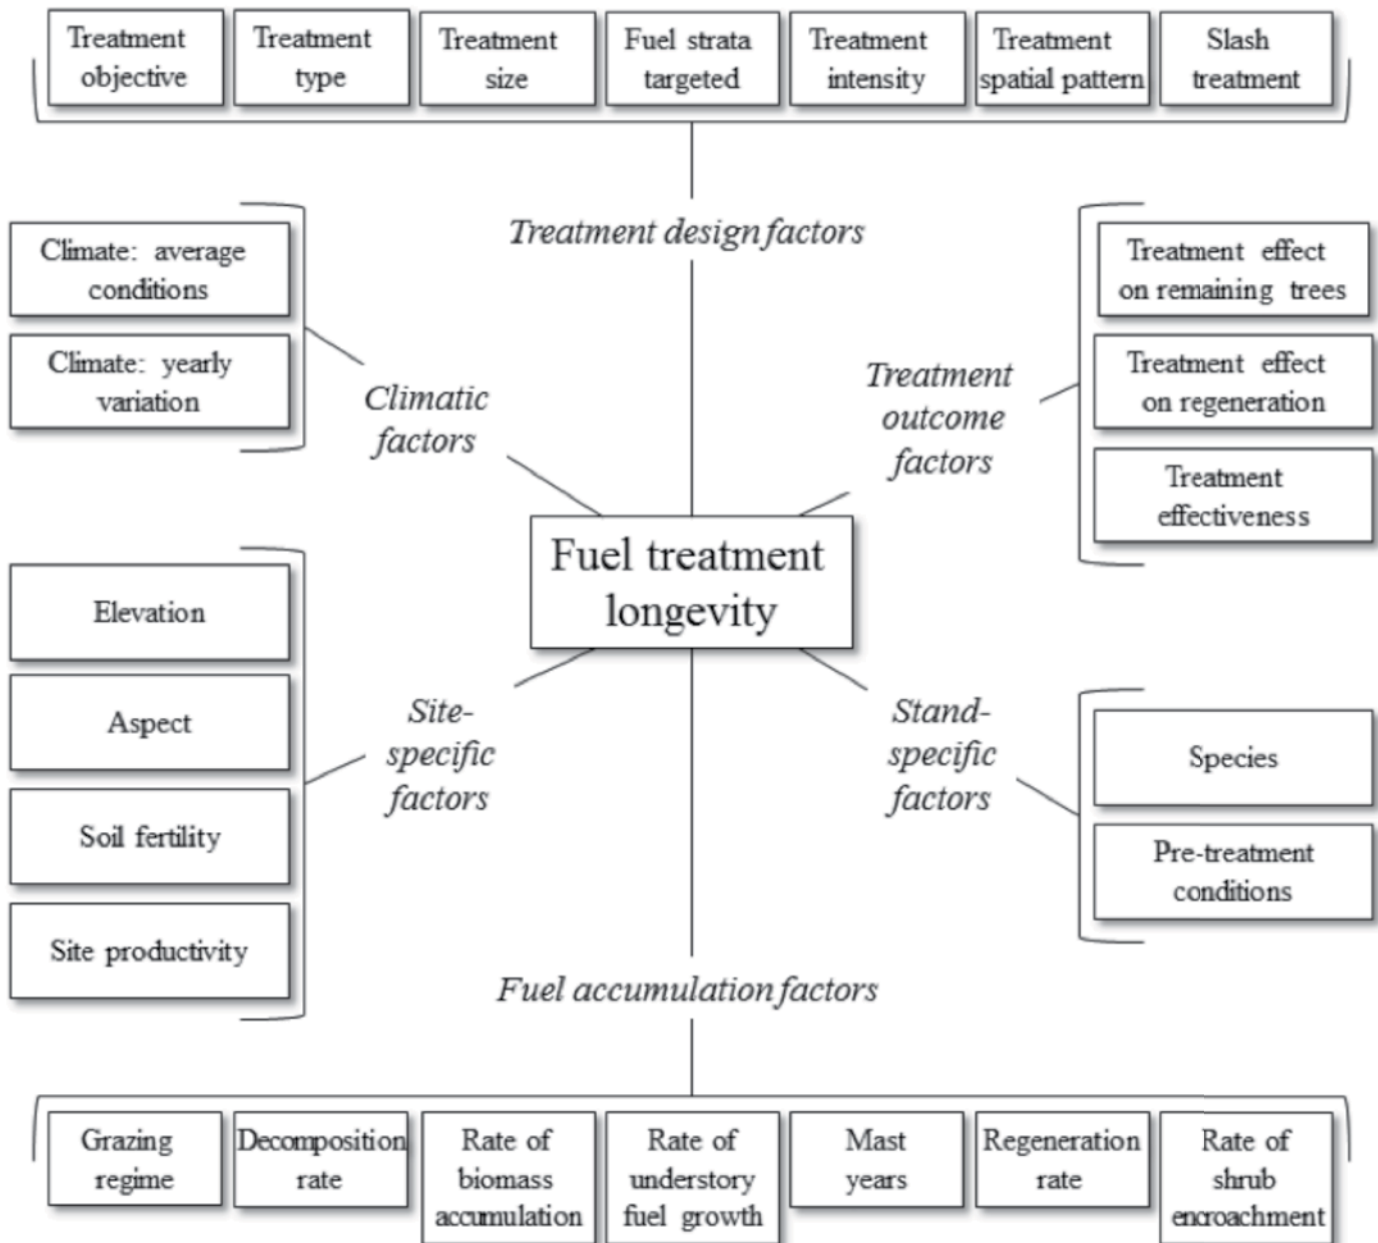 Treatment
objective
Treatment
type
Treatment
size
Fuel strata
targeted
Treatment
intensity
Treatment
spatial pattern
Slash
treatment
Treatment design factors
Climate: average
conditions
Climate: yearly
variation
Climatic
factors
Treatment
outcome
factors
Treatment effect
on remaining trees
Treatment effect
on regeneration
Treatment
effectiveness
Fuel treatment
longevity
Elevation
Aspect
Soil fertility
Site productivity
Site-
specific
factors
Stand-
specific
factors
Species
Pre-treatment
conditions
Fuel accumulation factors
Grazing
regime
Decomposition
rate
Rate of
biomass
accumulation
Rate of
understory
fuel growth
Mast
years
Regeneration
rate
Rate of
shrub
encroachment